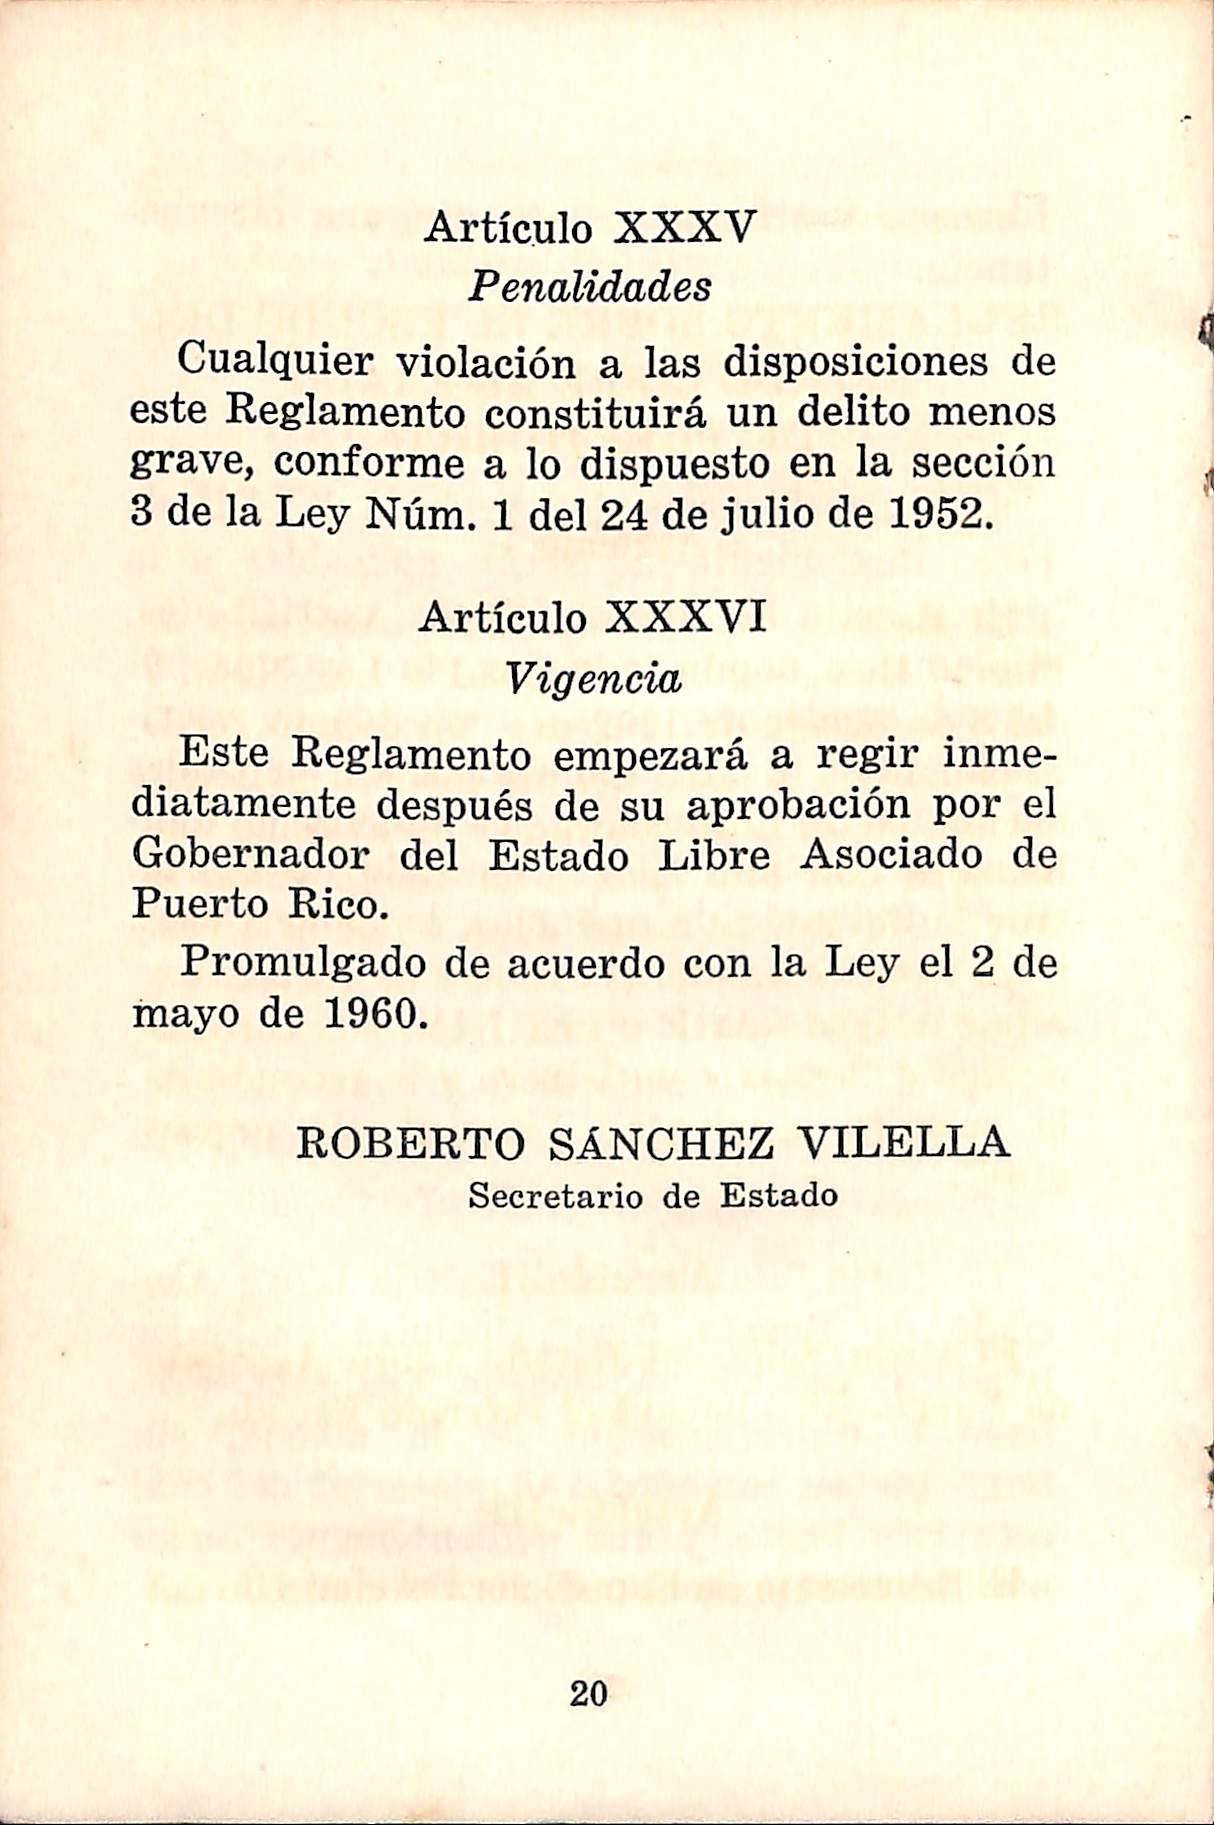 Artículo XXXV
Penalidades
Cualquier violación a las disposiciones de
este Reglamento constituirá un delito menos
grave, conforme a lo dispuesto en la sección
3 de la Ley Núm. 1 del 24 de julio de 1952.
Artículo XXXVI
Vigencia
Este Reglamento empezará a regir inme-
diatamente después de su aprobación por el
Gobernador del Estado Libre Asociado de
Puerto Rico.
Promulgado de acuerdo con la Ley el 2 de
mayo de 1960.
ROBERTO SÁNCHEZ VILELLA
Secretario de Estado
20